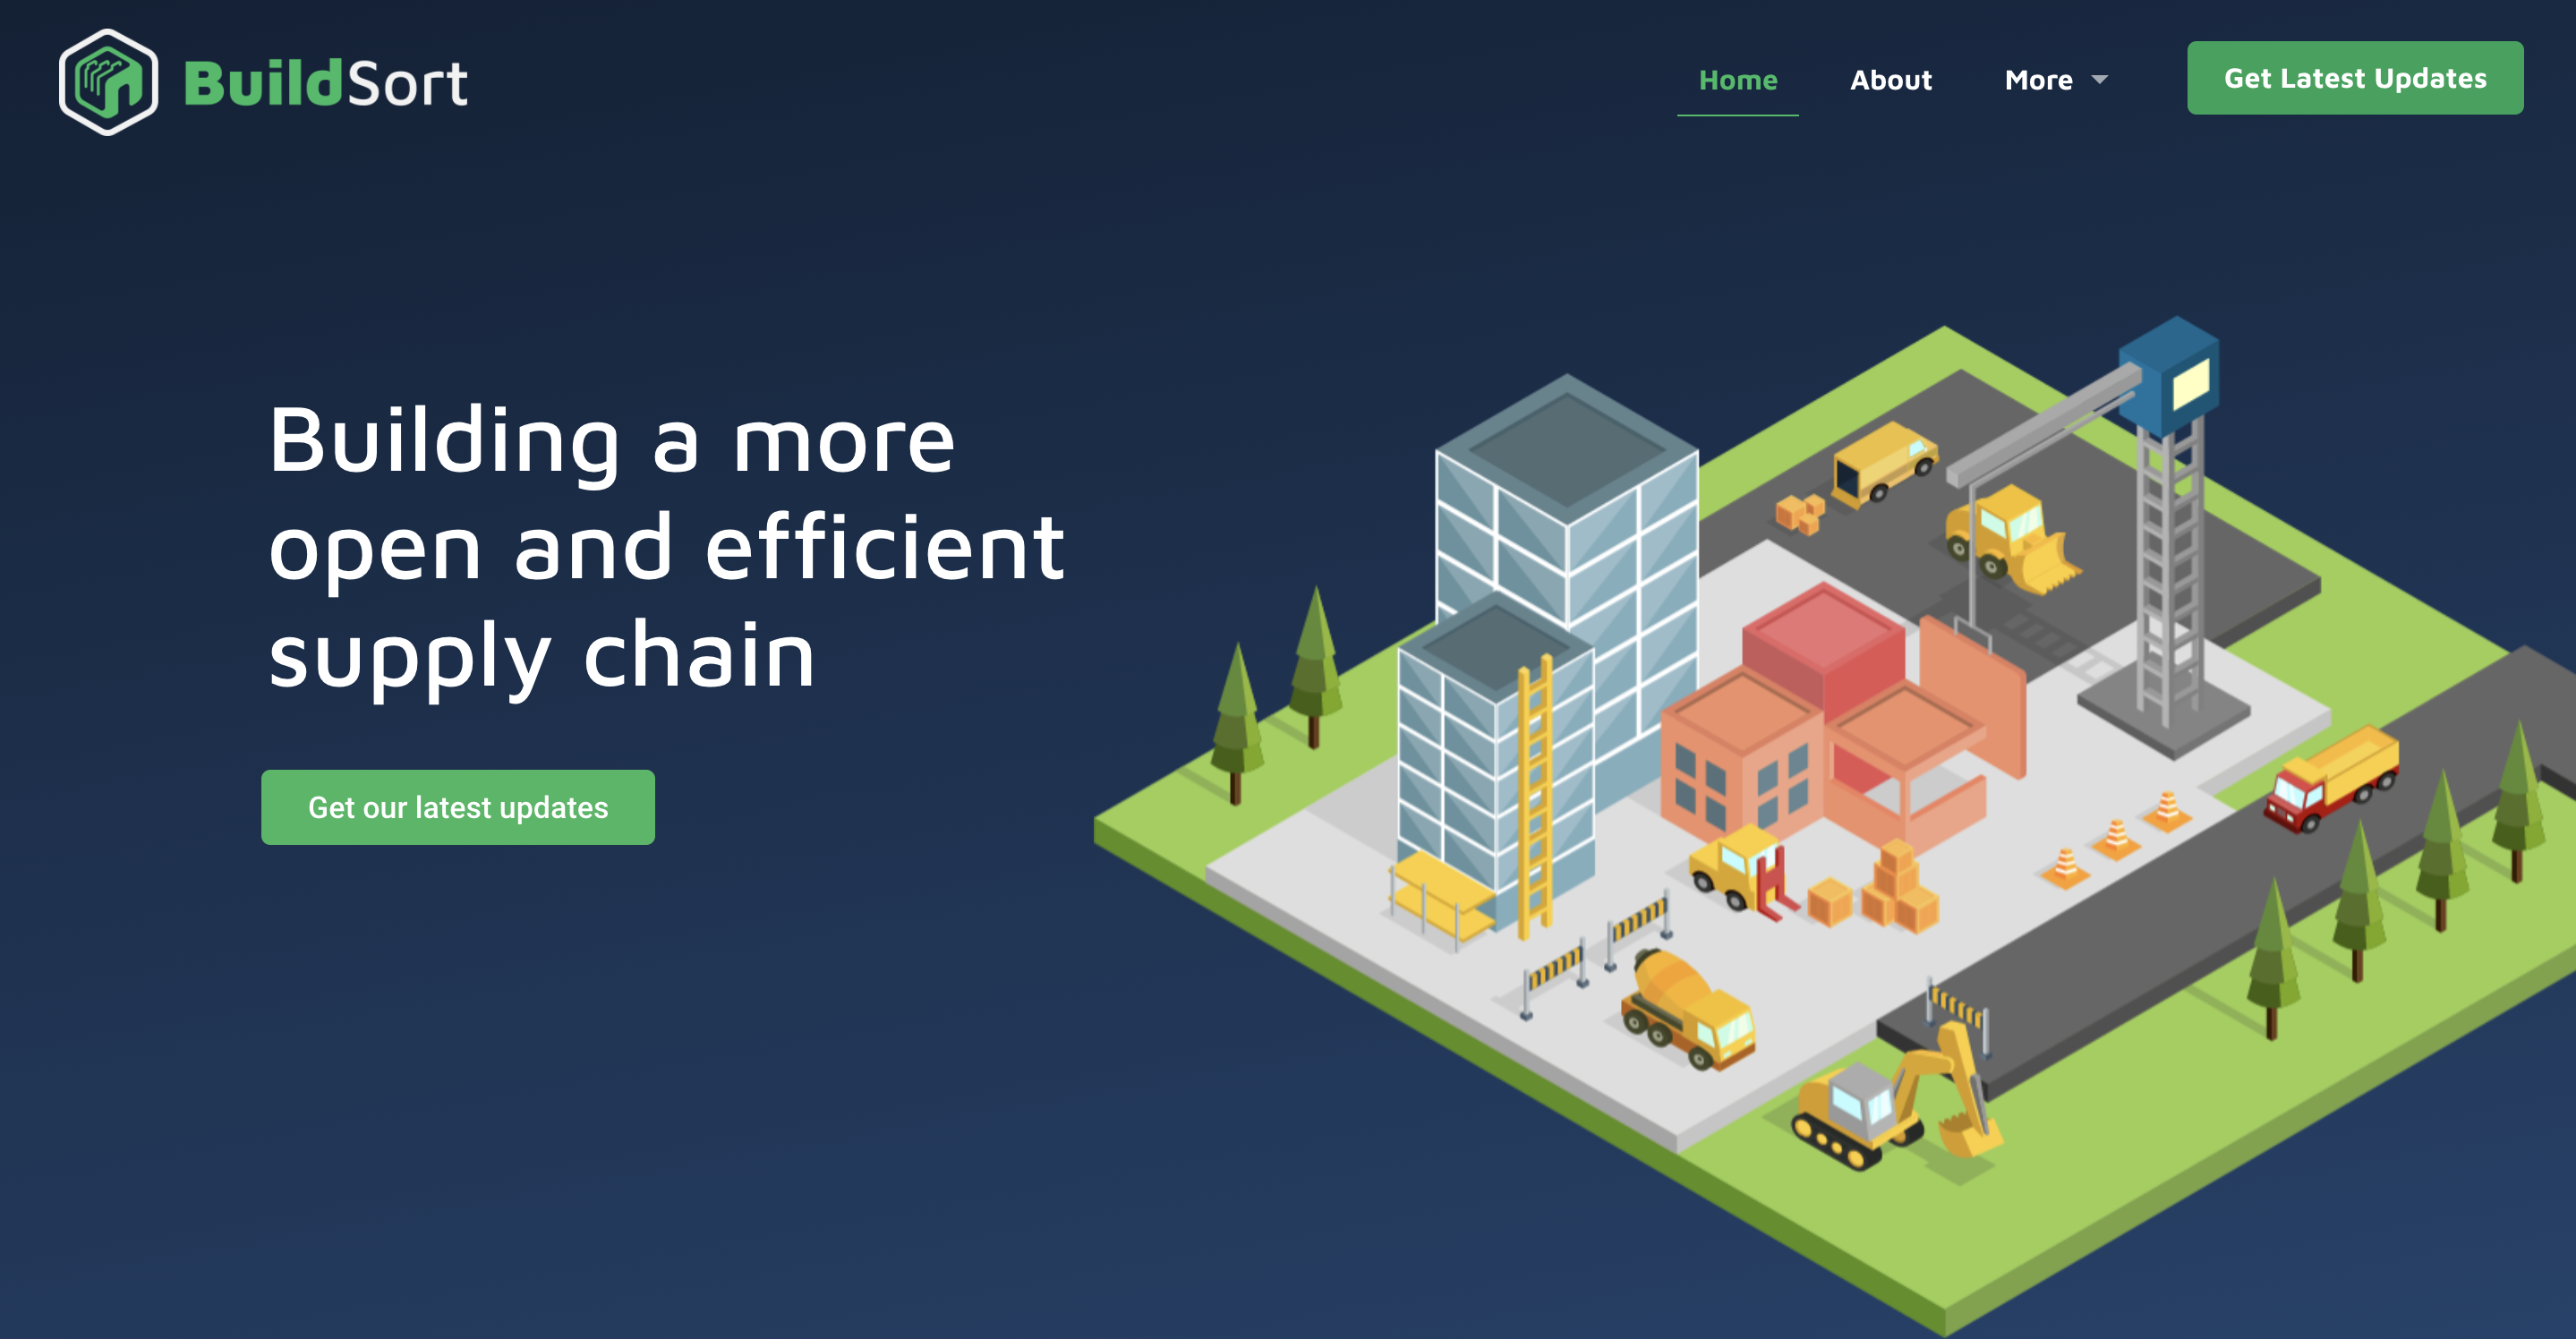 BuildSort
Home
About
More
Get Latest Updates
Building a more
open and efficient
supply chain
Get our latest updates